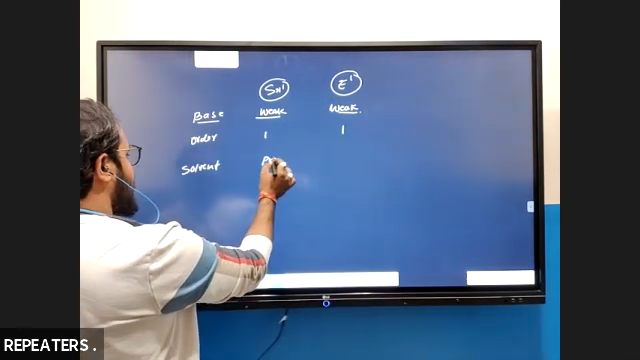 SN1 E1
Base Weak Weak.
Order 1 1
Solvent
REPEATERS.